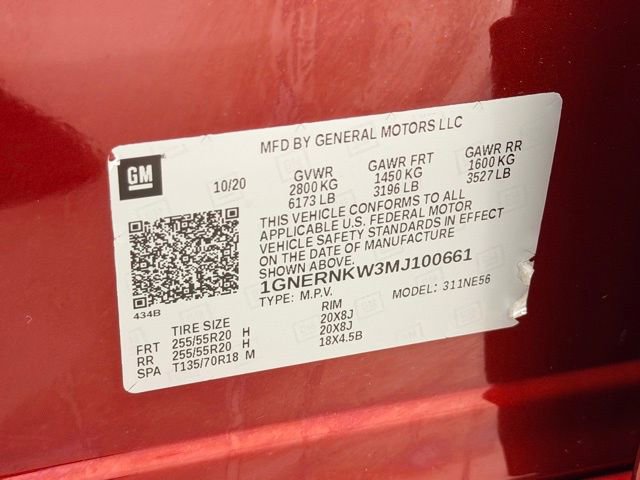 MFD BY GENERAL MOTORS LLC
GM
10/20
GVWR GAWR FRT GAWR RR
2800 KG 1450 KG 1600 KG
6173 LB 3196 LB 3527 LB
THIS VEHICLE CONFORMS TO ALL
APPLICABLE U.S. FEDERAL MOTOR
VEHICLE SAFETY STANDARDS IN EFFECT
ON THE DATE OF MANUFACTURE
SHOWN ABOVE.
1GNERNKW3MJ100661
TYPE: M.P.V. MODEL: 311NE56
434B
TIRE SIZE RIM
FRT 255/55R20 H 20X8J
RR 255/55R20 H 20X8J
SPA T135/70R18 M 18X4.5B